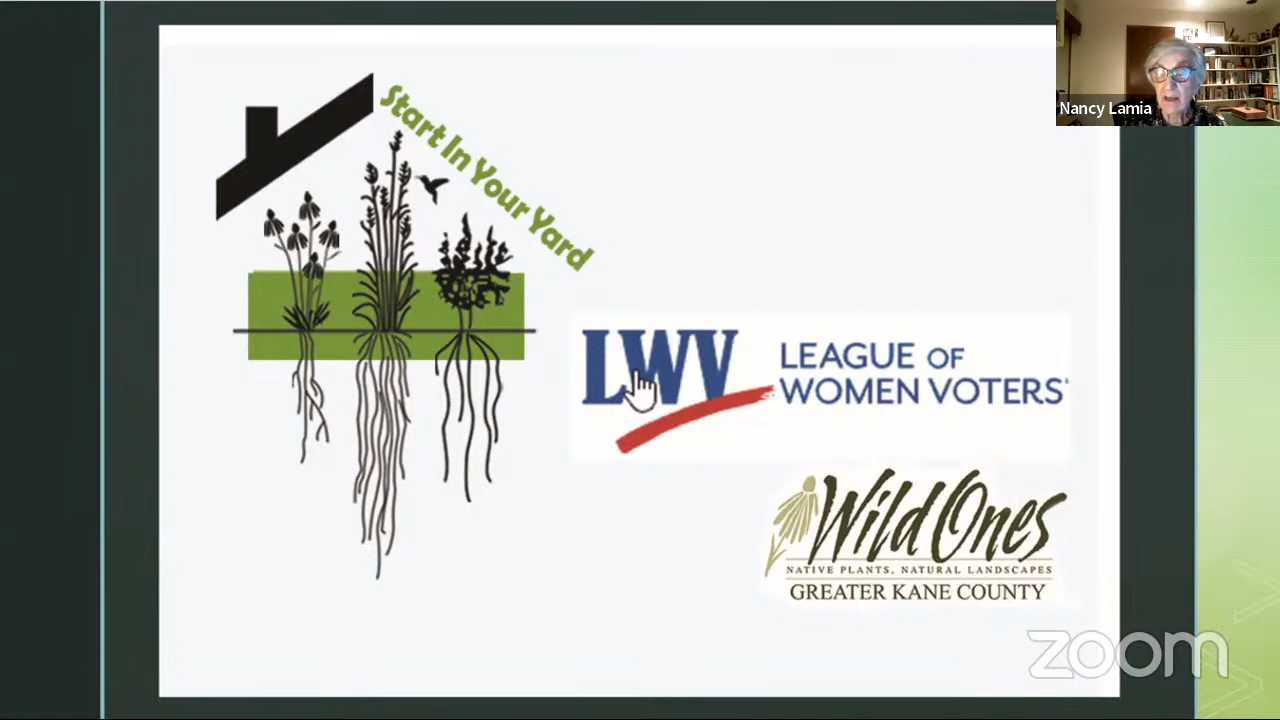 Nancy Lamia
Start In Your Yard
LWV
LEAGUE OF
WOMEN VOTERS
Wild Ones
NATIVE PLANTS, NATURAL LANDSCAPES
GREATER KANE COUNTY
zoom